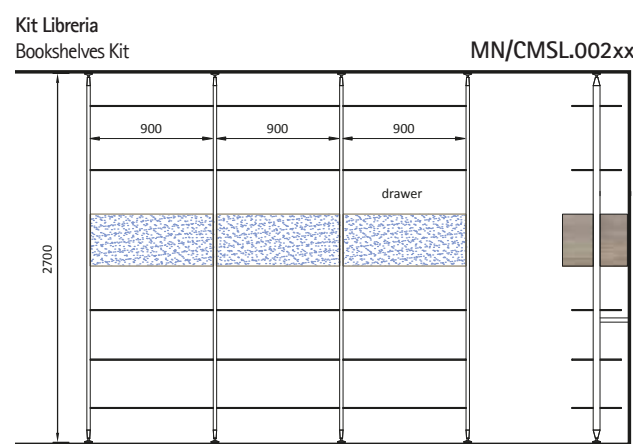 Kit Libreria
Bookshelves Kit
MN/CMSL.002xx
900
900
900
drawer
2700